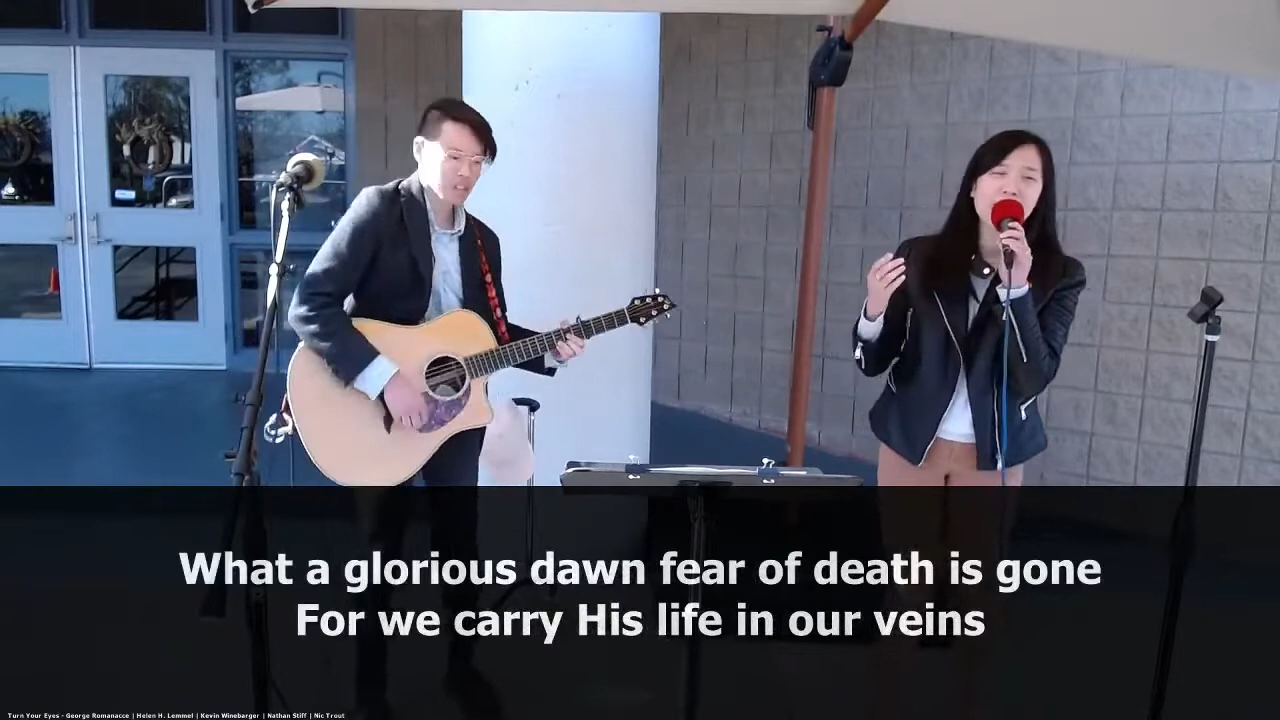 What a glorious dawn fear of death is gone
For we carry His life in our veins
Turn Your Eyes - George Romanacce | Helen H. Lemmel | Kevin Winebarger | Nathan Stiff | Nic Trout